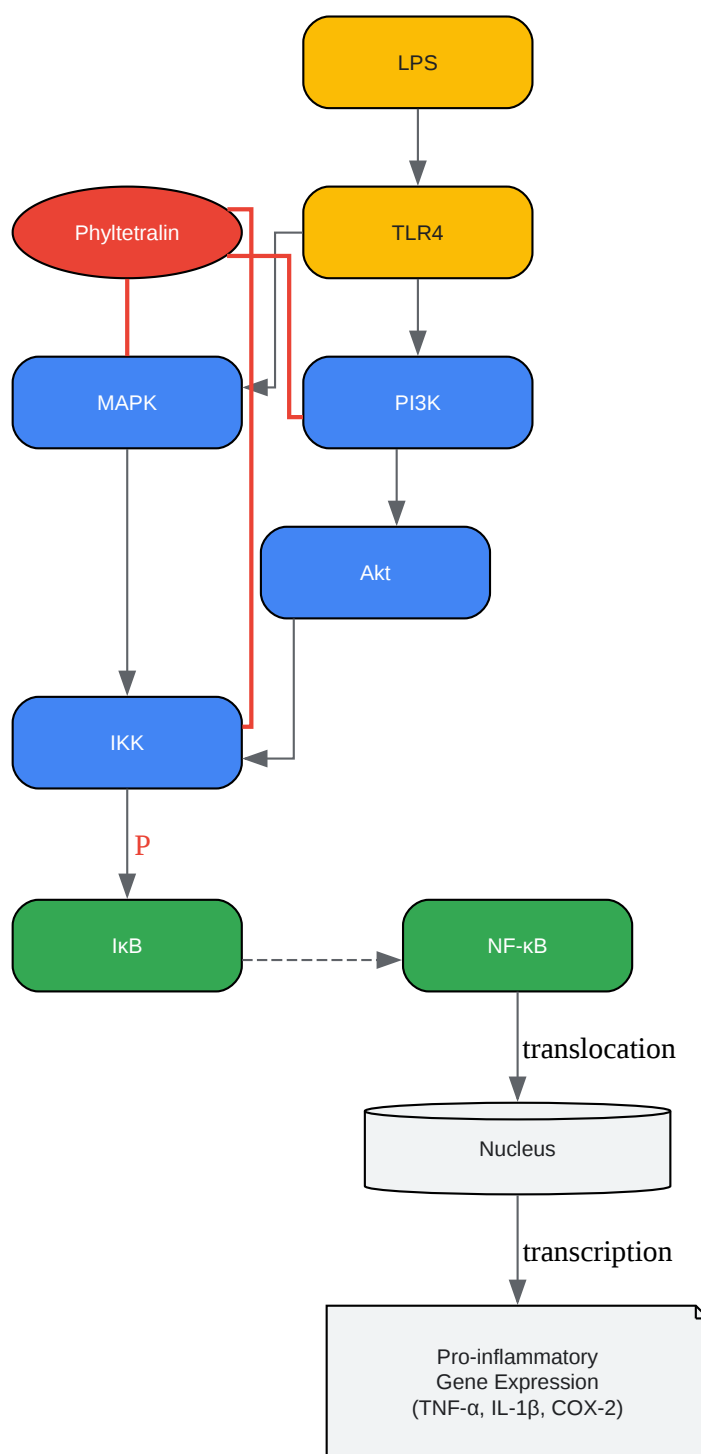 LPS
Phyltetralin
TLR4
MAPK
PI3K
Akt
IKK
P
IκB
NF-κB
translocation
Nucleus
transcription
Pro-inflammatory
Gene Expression
(TNF-α, IL-1β, COX-2)